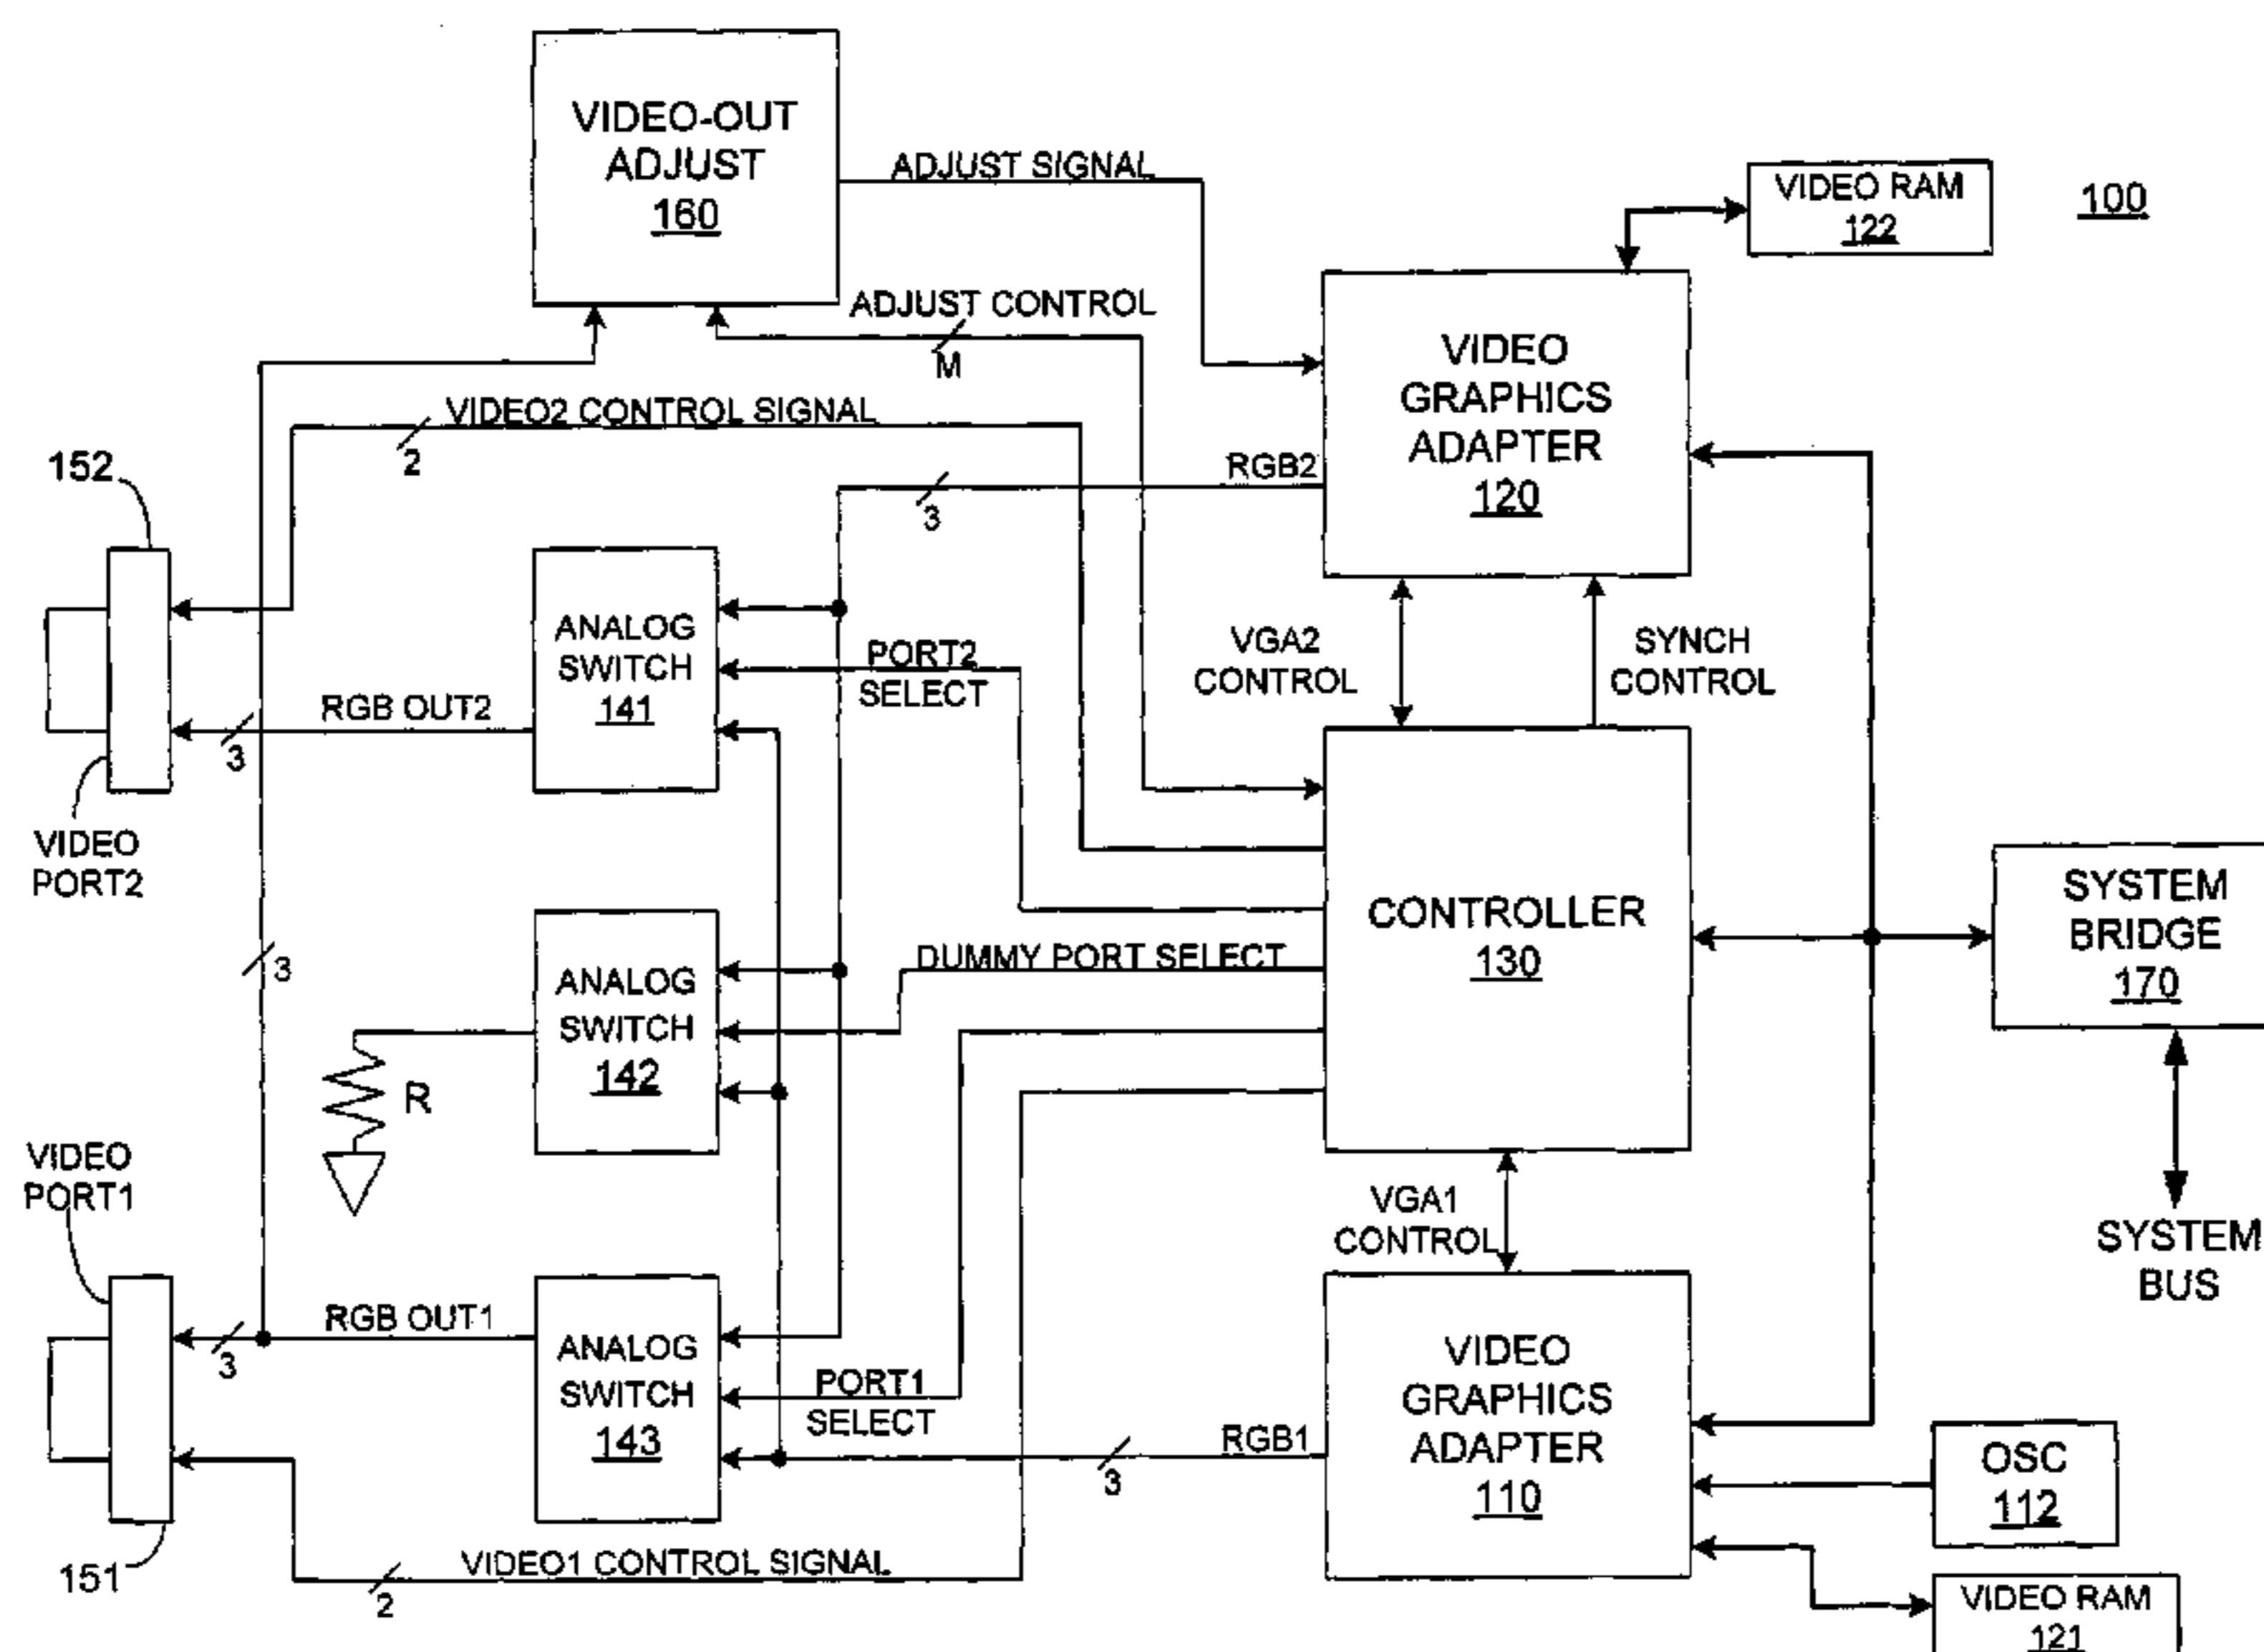 VIDEO-OUT
ADJUST
160
ADJUST SIGNAL
VIDEO RAM
122
100
ADJUST CONTROL
M
VIDEO
GRAPHICS
ADAPTER
120
VIDEO2 CONTROL SIGNAL
2
152
RGB2
3
ANALOG
SWITCH
141
PORT2
SELECT
VGA2
CONTROL
SYNCH
CONTROL
RGB OUT2
3
VIDEO
PORT2
SYSTEM
BRIDGE
170
CONTROLLER
130
3
ANALOG
SWITCH
142
DUMMY PORT SELECT
R
VIDEO
PORT1
VGA1
CONTROL
SYSTEM
BUS
RGB OUT1
3
ANALOG
SWITCH
143
PORT1
SELECT
RGB1
3
VIDEO
GRAPHICS
ADAPTER
110
OSC
112
151
VIDEO1 CONTROL SIGNAL
2
VIDEO RAM
121